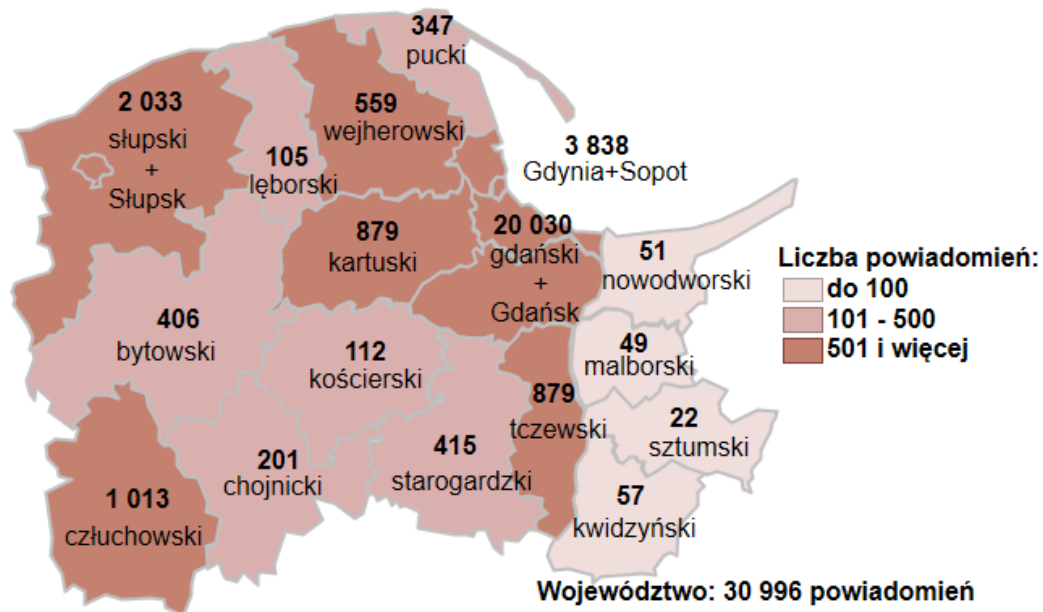 347
pucki
2 033
słupski
+
Słupsk
559
wejherowski
105
lęborski
3 838
Gdynia+Sopot
879
kartuski
20 030
gdański
+
Gdańsk
51
nowodworski
Liczba powiadomień:
do 100
101 - 500
501 i więcej
406
bytowski
112
kościerski
49
malborski
879
tczewski
22
sztumski
415
starogardzki
201
chojnicki
1 013
człuchowski
57
kwidzyński
Województwo: 30 996 powiadomień